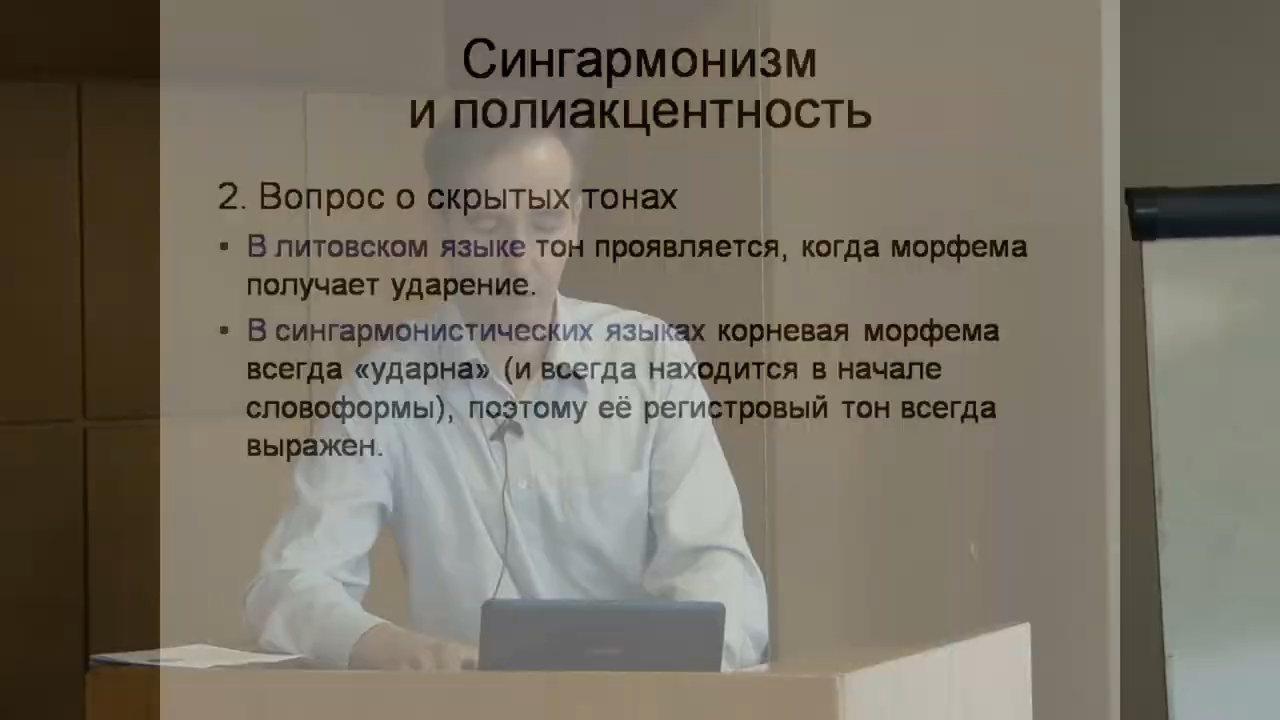 Сингармонизм
и полиакцентность
2. Вопрос о скрытых тонах
▪ В литовском языке тон проявляется, когда морфема
получает ударение.
▪ В сингармонистических языках корневая морфема
всегда «ударна» (и всегда находится в начале
словоформы), поэтому её регистровый тон всегда
выражен.